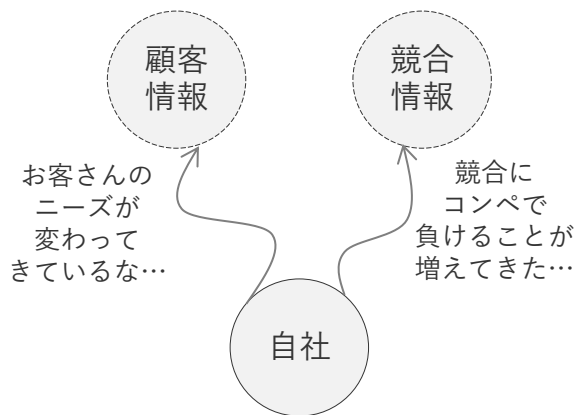 顧客
情報
競合
情報
お客さんの
ニーズが
変わって
きているな…
競合に
コンペで
負けることが
増えてきた…
自社